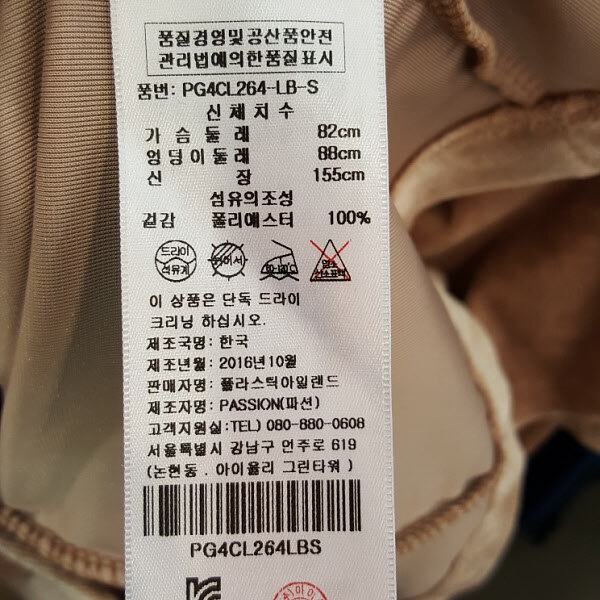 품질경영및공산품안전
관리법에의한품질표시
품번: PG4CL264-LB-S
신체치수
가슴둘레 82cm
엉덩이둘레 88cm
신장 155cm
섬유의조성
겉감 폴리에스터 100%
드라이
석유계
이 상품은 단독 드라이
크리닝 하십시오.
제조국명: 한국
제조년월: 2016년10월
판매자명: 플라스틱아일랜드
제조자명: PASSION(파션)
고객지원실:TEL) 080-880-0608
서울특별시 강남구 언주로 619
(논현동 . 아이올리 그린타워 )
PG4CL264LBS